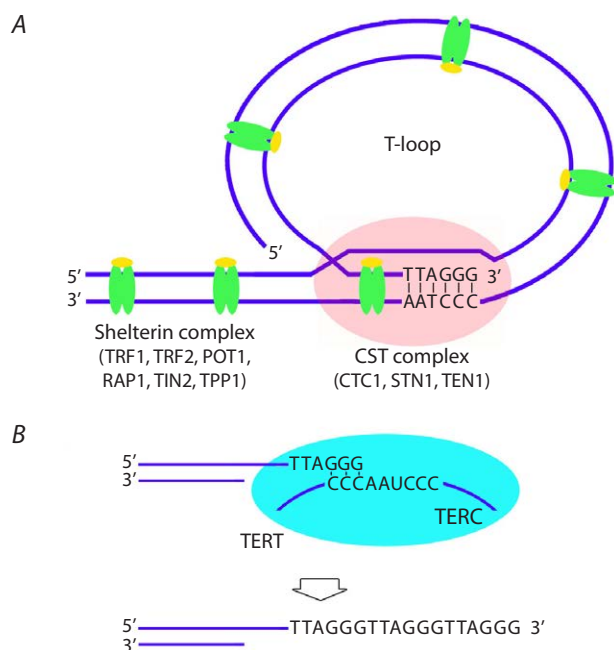 A
T-loop
5′
5′
TTAGGG 3′
3′
AATCCC
Shelterin complex
(TRF1, TRF2, POT1,
RAP1, TIN2, TPP1)
CST complex
(CTC1, STN1, TEN1)
B
5′
TTAGGG
3′
CCCAAUCCC
TERC
TERT
5′
TTAGGGTTAGGGTTAGGG 3′
3′